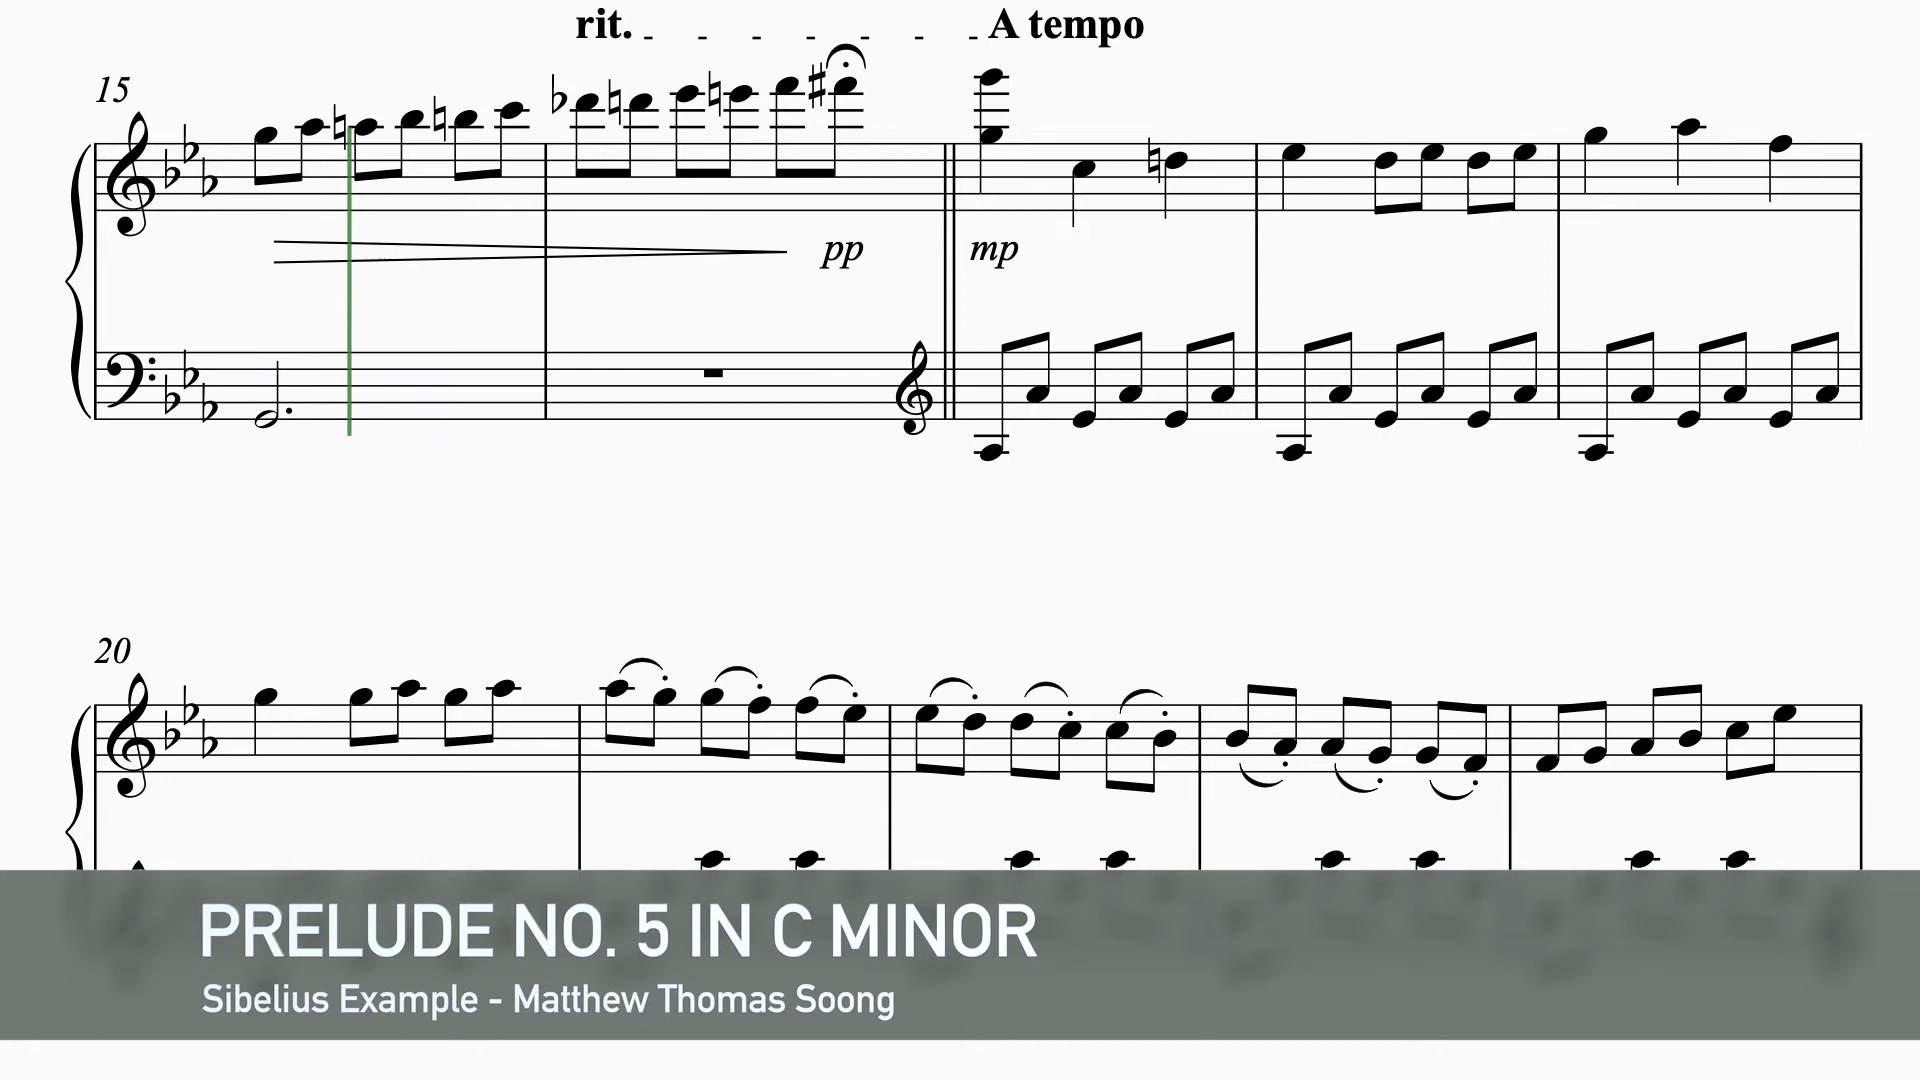 rit. A tempo
15
pp mp
20
PRELUDE NO. 5 IN C MINOR
Sibelius Example - Matthew Thomas Soong